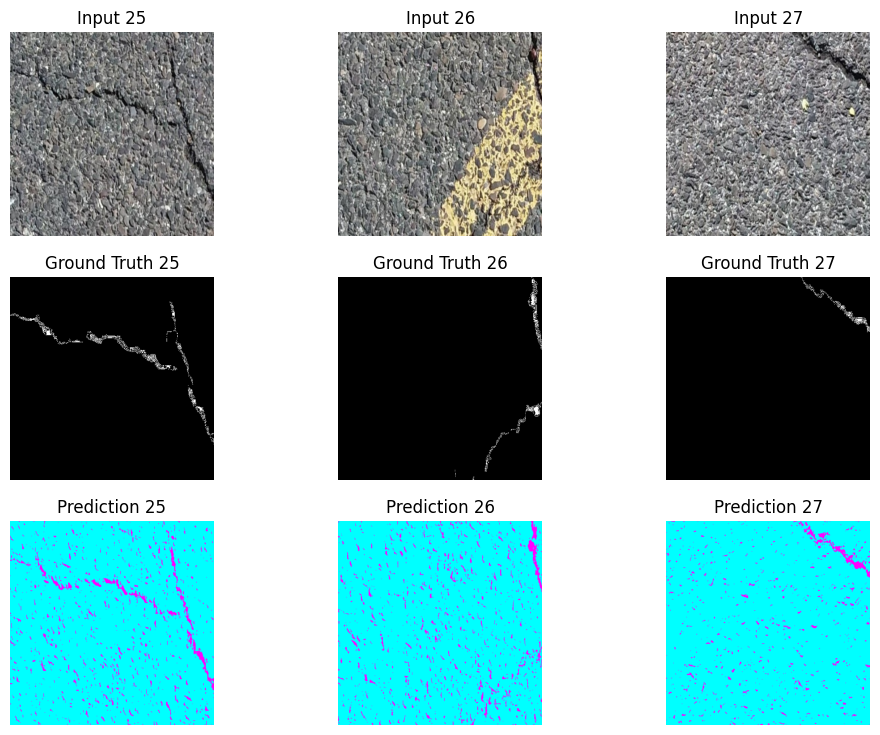 Input 25
Input 26
Input 27
Ground Truth 25
Ground Truth 26
Ground Truth 27
Prediction 25
Prediction 26
Prediction 27